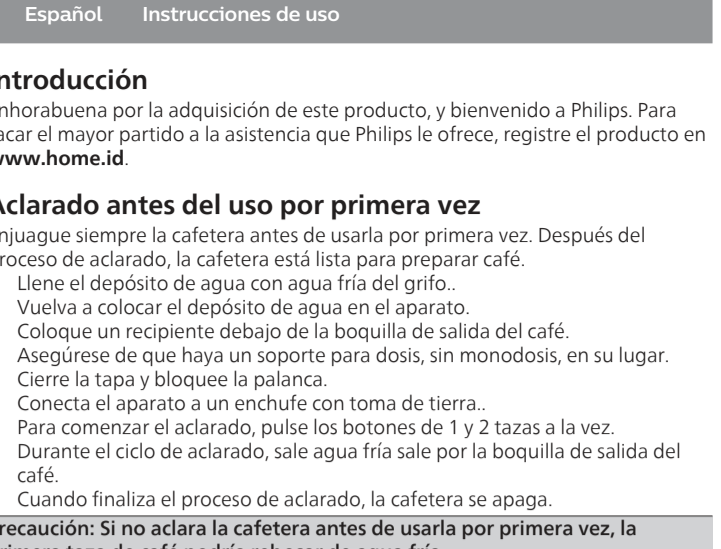 Español Instrucciones de uso
Introducción
nhorabuena por la adquisición de este producto, y bienvenido a Philips. Para
acar el mayor partido a la asistencia que Philips le ofrece, registre el producto en
www.home.id.
Aclarado antes del uso por primera vez
njuague siempre la cafetera antes de usarla por primera vez. Después del
roceso de aclarado, la cafetera está lista para preparar café.
Llene el depósito de agua con agua fría del grifo..
Vuelva a colocar el depósito de agua en el aparato.
Coloque un recipiente debajo de la boquilla de salida del café.
Asegúrese de que haya un soporte para dosis, sin monodosis, en su lugar.
Cierre la tapa y bloquee la palanca.
Conecta el aparato a un enchufe con toma de tierra..
Para comenzar el aclarado, pulse los botones de 1 y 2 tazas a la vez.
Durante el ciclo de aclarado, sale agua fría sale por la boquilla de salida del
café.
Cuando finaliza el proceso de aclarado, la cafetera se apaga.
recaución: Si no aclara la cafetera antes de usarla por primera vez, la